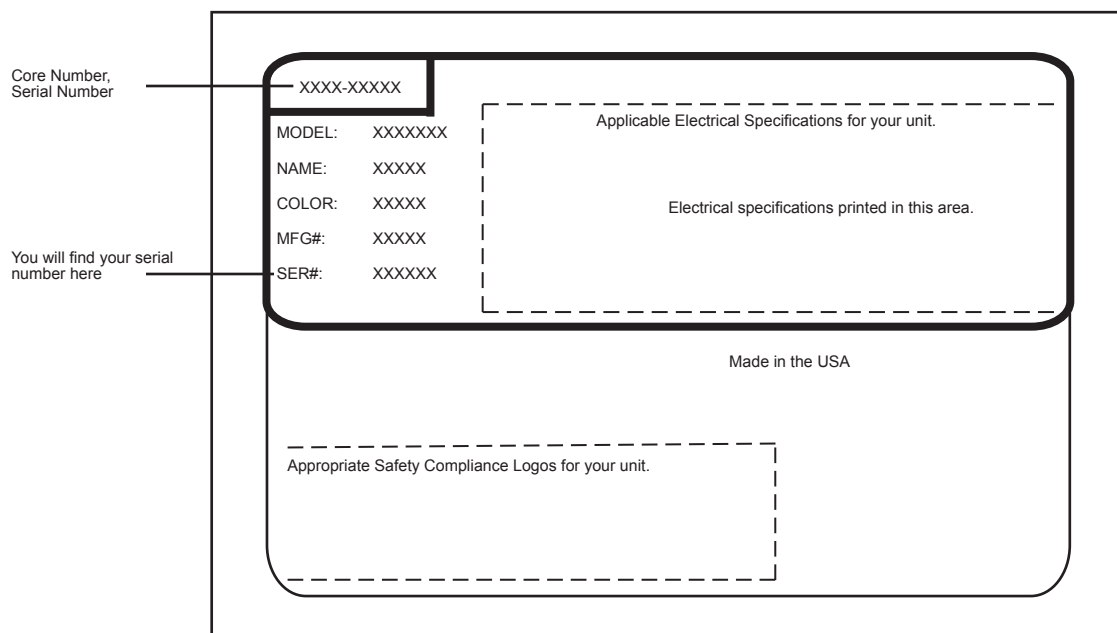 Core Number,
Serial Number
XXXX-XXXXX
MODEL: XXXXXXX
NAME: XXXXX
COLOR: XXXXX
MFG#: XXXXX
You will find your serial
number here
SER#: XXXXXX
Applicable Electrical Specifications for your unit.
Electrical specifications printed in this area.
Made in the USA
Appropriate Safety Compliance Logos for your unit.